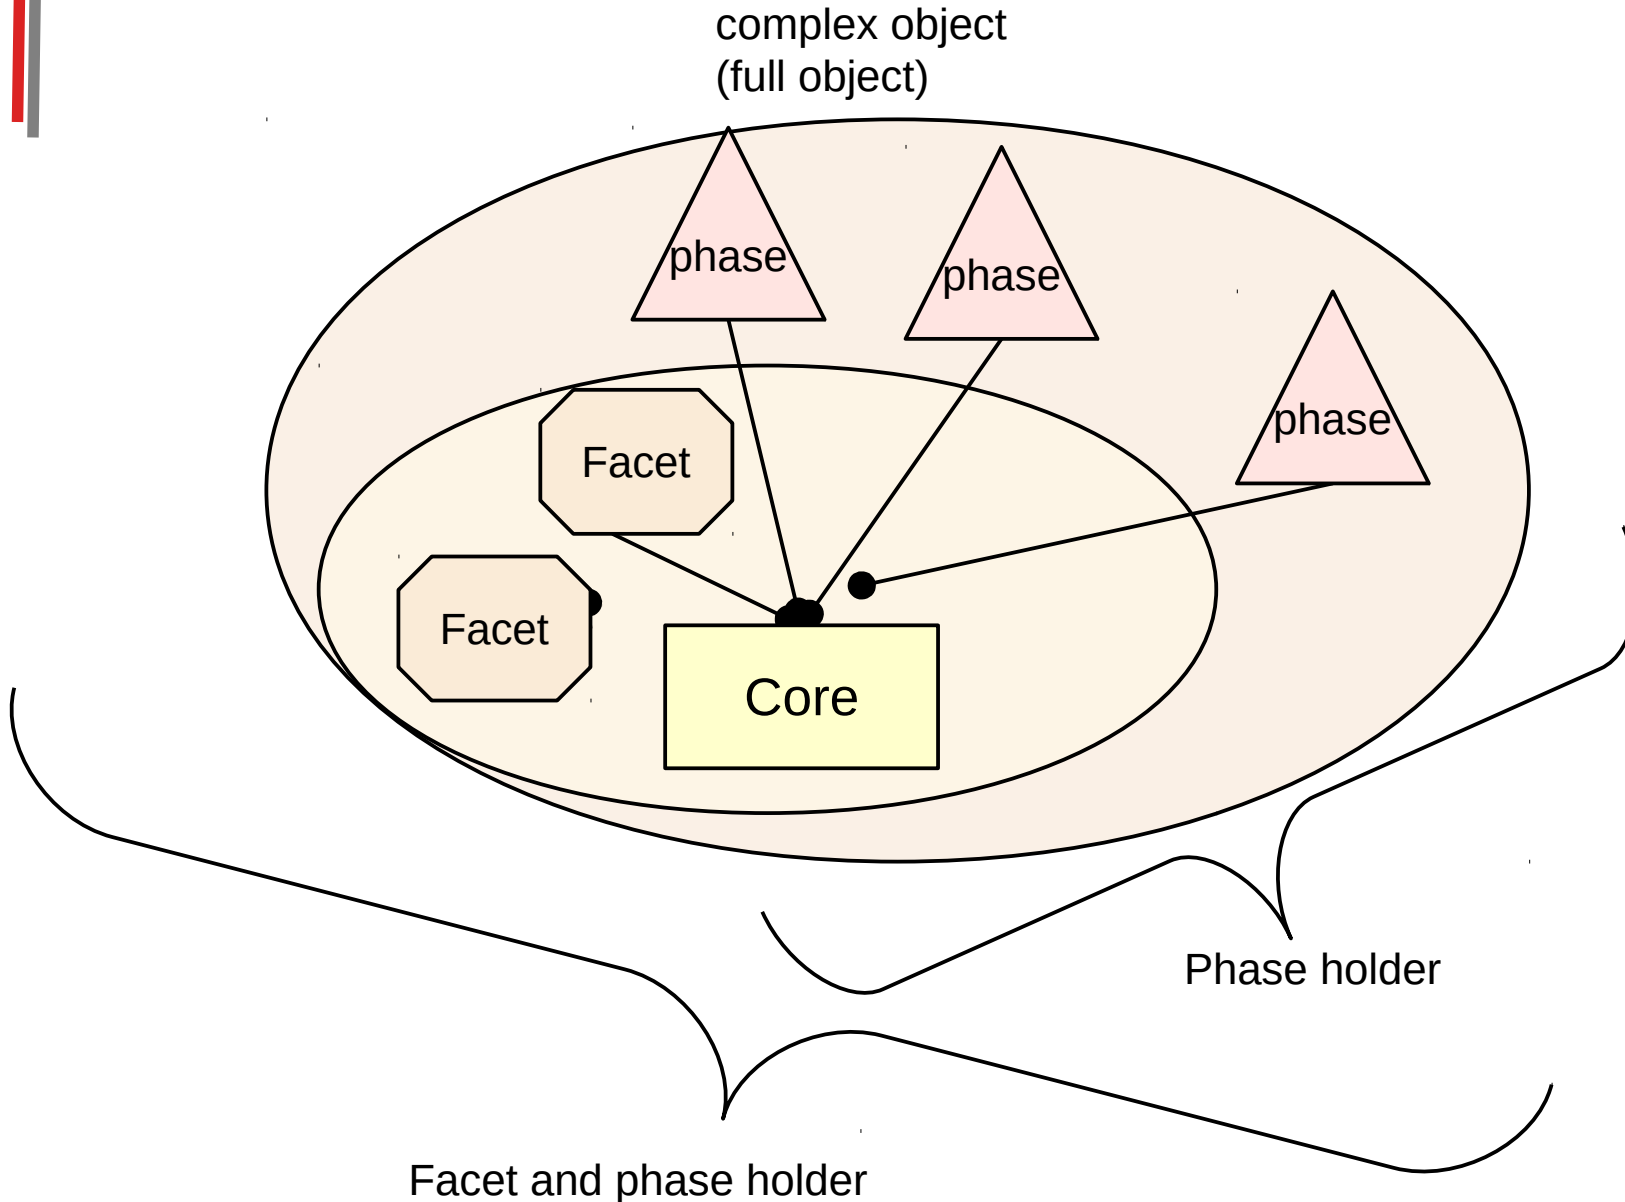 complex object
(full object)
phase
phase
phase
Facet
Facet
Core
Phase holder
Facet and phase holder